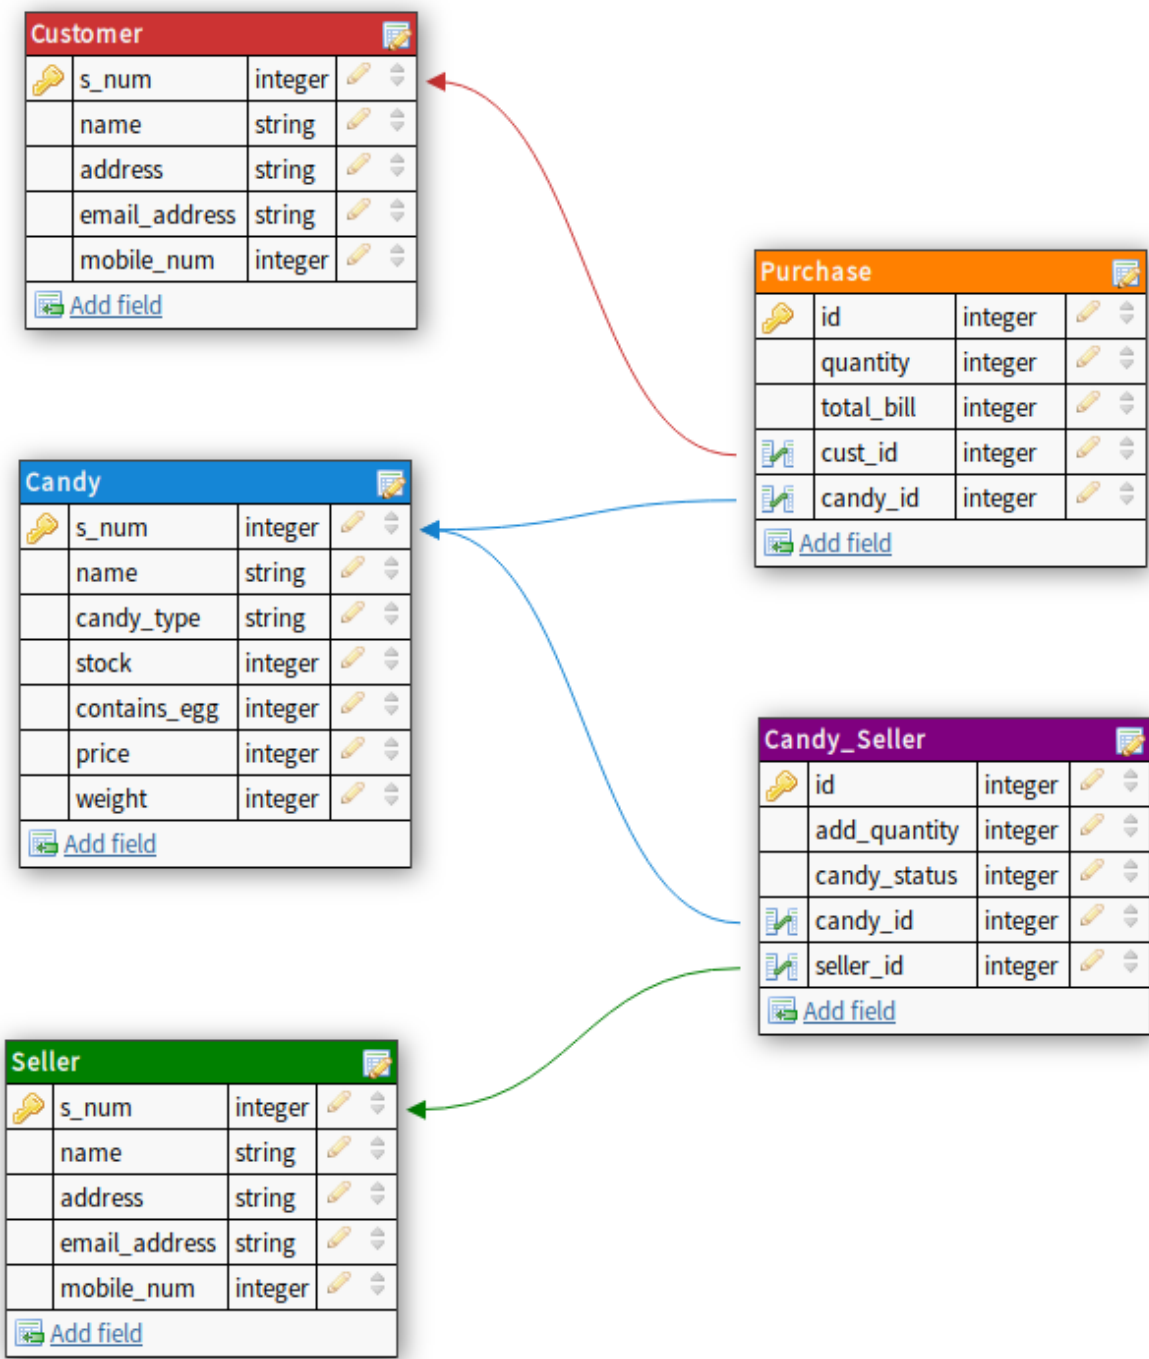 Customer
s_num integer
name string
address string
email_address string
mobile_num integer
Add field
Purchase
id integer
quantity integer
total_bill integer
cust_id integer
candy_id integer
Add field
Candy
s_num integer
name string
candy_type string
stock integer
contains_egg integer
price integer
weight integer
Add field
Candy_Seller
id integer
add_quantity integer
candy_status integer
candy_id integer
seller_id integer
Add field
Seller
s_num integer
name string
address string
email_address string
mobile_num integer
Add field